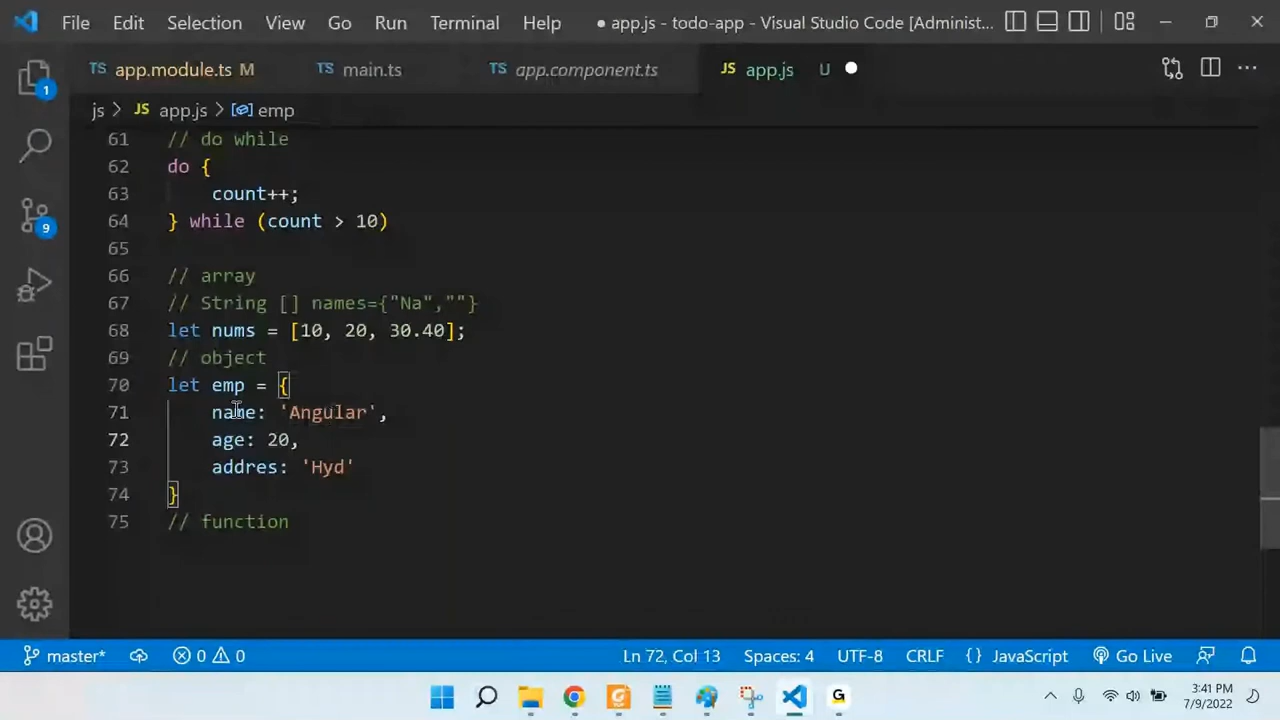 File Edit Selection View Go Run Terminal Help ● app.js - todo-app - Visual Studio Code [Administ...
TS app.module.ts M TS main.ts TS app.component.ts JS app.js U ●
js > JS app.js > emp
61 // do while
62 do {
63 count++;
64 } while (count > 10)
65
66 // array
67 // String [] names={"Na",""}
68 let nums = [10, 20, 30.40];
69 // object
70 let emp = {
71 name: 'Angular',
72 age: 20,
73 addres: 'Hyd'
74 }
75 // function
1
9
master* 0 0 Ln 72, Col 13 Spaces: 4 UTF-8 CRLF {} JavaScript Go Live
G 3:41 PM
7/9/2022